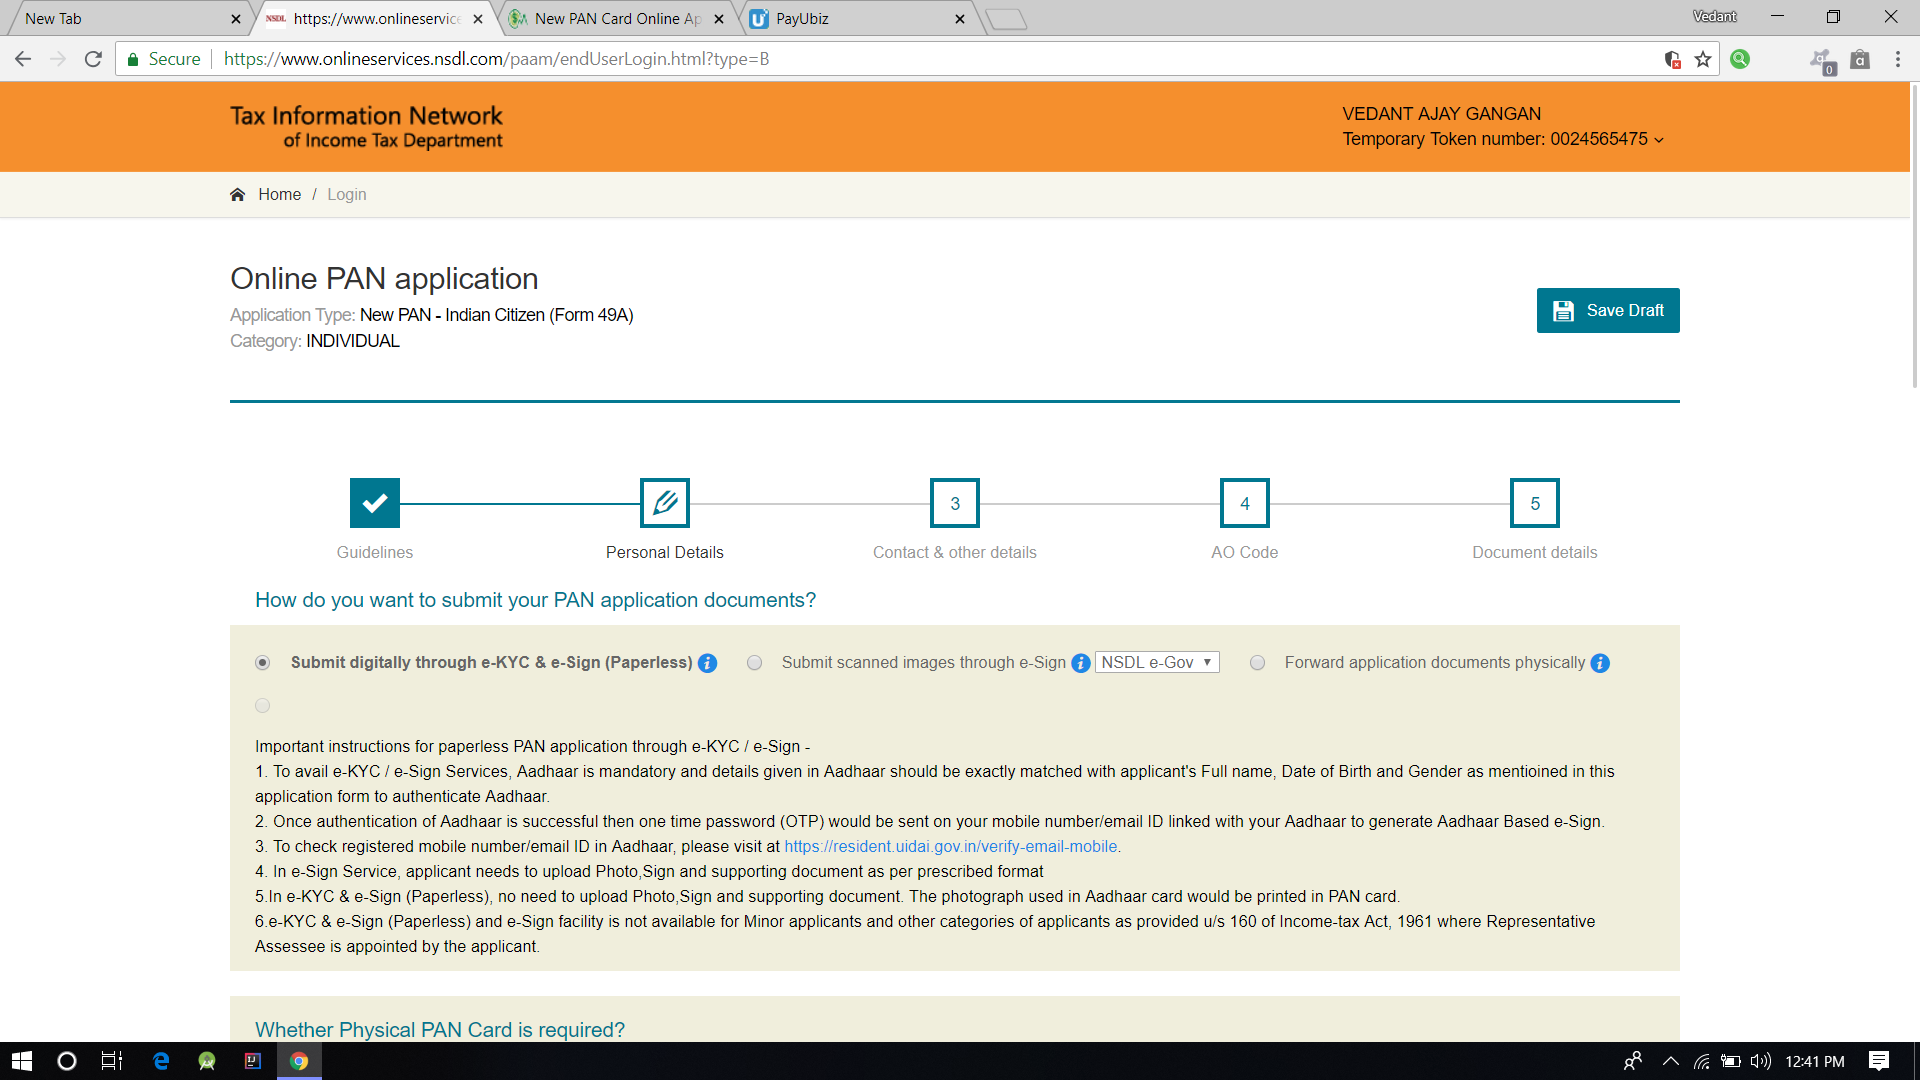 New Tab
NSDL https://www.onlineservice
New PAN Card Online Ap
PayUbiz
Vedant
Secure https://www.onlineservices.nsdl.com/paam/endUserLogin.html?type=B
0
Tax Information Network
of Income Tax Department
VEDANT AJAY GANGAN
Temporary Token number: 0024565475
Home / Login
Online PAN application
Application Type: New PAN - Indian Citizen (Form 49A)
Category: INDIVIDUAL
Save Draft
3 4 5
Guidelines Personal Details Contact & other details AO Code Document details
How do you want to submit your PAN application documents?
Submit digitally through e-KYC & e-Sign (Paperless) i Submit scanned images through e-Sign i NSDL e-Gov Forward application documents physically i
Important instructions for paperless PAN application through e-KYC / e-Sign -
1. To avail e-KYC / e-Sign Services, Aadhaar is mandatory and details given in Aadhaar should be exactly matched with applicant's Full name, Date of Birth and Gender as mentioined in this
application form to authenticate Aadhaar.
2. Once authentication of Aadhaar is successful then one time password (OTP) would be sent on your mobile number/email ID linked with your Aadhaar to generate Aadhaar Based e-Sign.
3. To check registered mobile number/email ID in Aadhaar, please visit at https://resident.uidai.gov.in/verify-email-mobile.
4. In e-Sign Service, applicant needs to upload Photo,Sign and supporting document as per prescribed format
5.In e-KYC & e-Sign (Paperless), no need to upload Photo,Sign and supporting document. The photograph used in Aadhaar card would be printed in PAN card.
6.e-KYC & e-Sign (Paperless) and e-Sign facility is not available for Minor applicants and other categories of applicants as provided u/s 160 of Income-tax Act, 1961 where Representative
Assessee is appointed by the applicant.
Whether Physical PAN Card is required?
12:41 PM